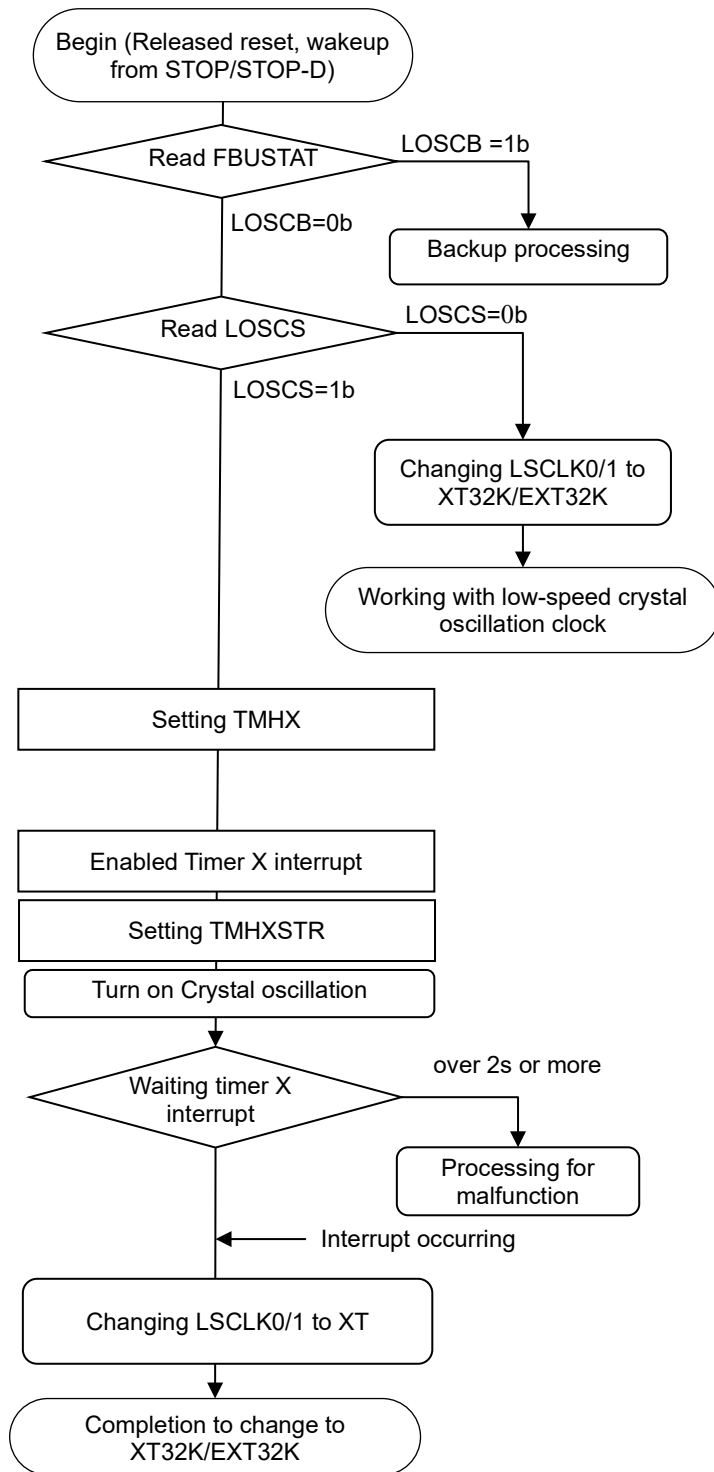 Begin (Released reset, wakeup
from STOP/STOP-D)
Read FBUSTAT
LOSCB =1b
LOSCB=0b
Backup processing
Read LOSCS
LOSCS=0b
LOSCS=1b
Changing LSCLK0/1 to
XT32K/EXT32K
Working with low-speed crystal
oscillation clock
Setting TMHX
Enabled Timer X interrupt
Setting TMHXSTR
Turn on Crystal oscillation
Waiting timer X
interrupt
over 2s or more
Processing for
malfunction
Interrupt occurring
Changing LSCLK0/1 to XT
Completion to change to
XT32K/EXT32K